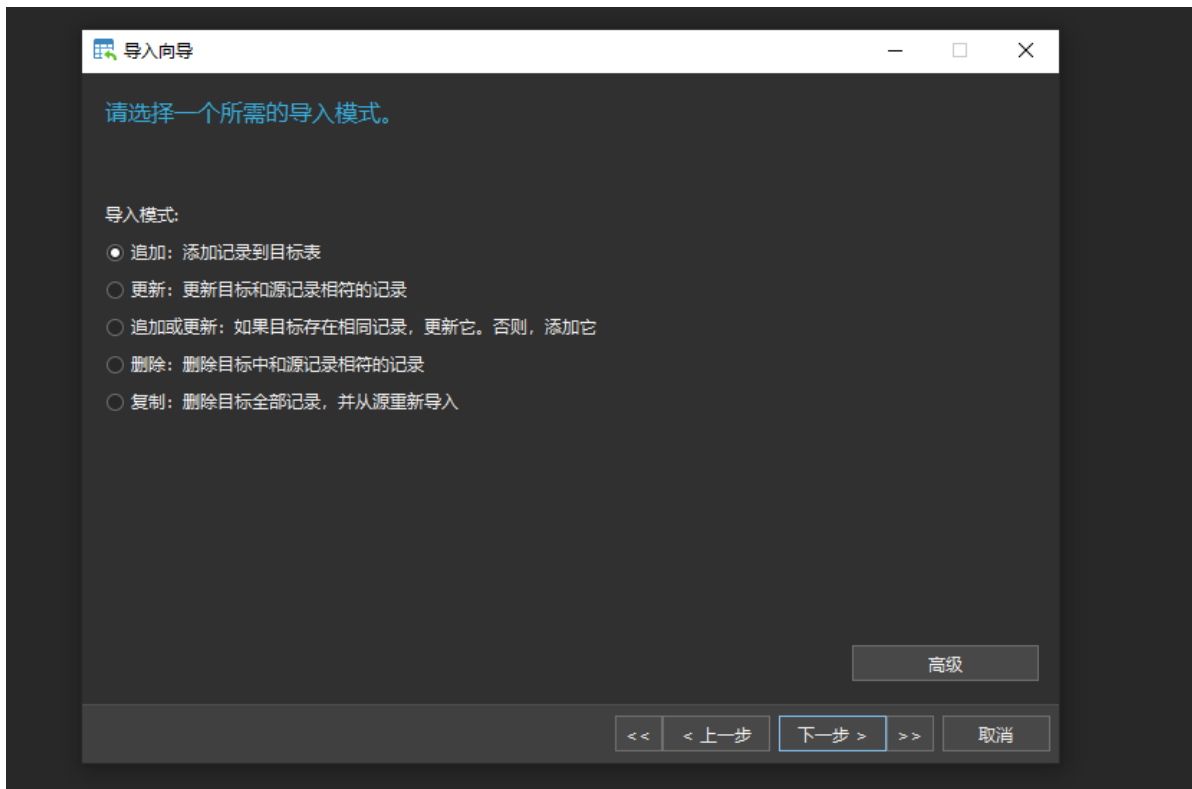 导入向导
请选择一个所需的导入模式。
导入模式:
追加：添加记录到目标表
更新：更新目标和源记录相符的记录
追加或更新：如果目标存在相同记录，更新它。否则，添加它
删除：删除目标中和源记录相符的记录
复制：删除目标全部记录，并从源重新导入
高级
<< < 上一步 下一步 > >> 取消